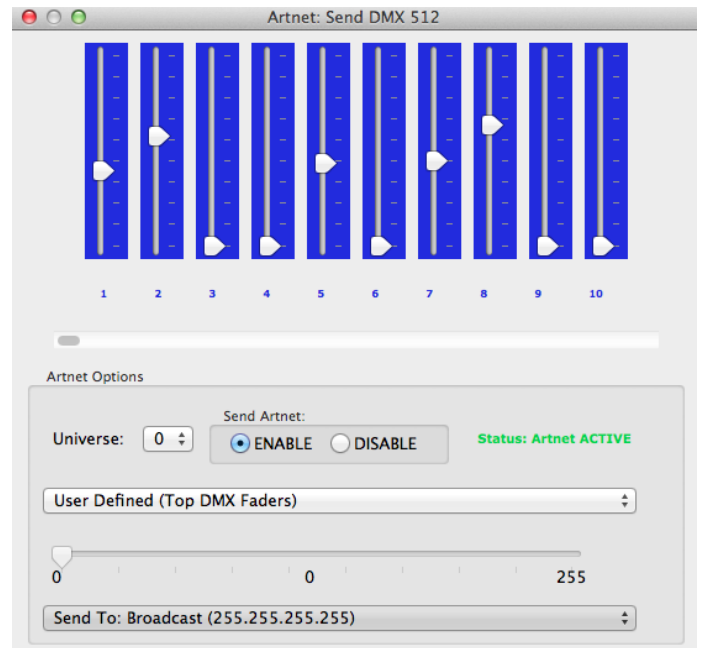 Artnet: Send DMX 512
1 2 3 4 5 6 7 8 9 10
Artnet Options
Send Artnet:
Universe: 0 ENABLE DISABLE Status: Artnet ACTIVE
User Defined (Top DMX Faders)
0 0 255
Send To: Broadcast (255.255.255.255)